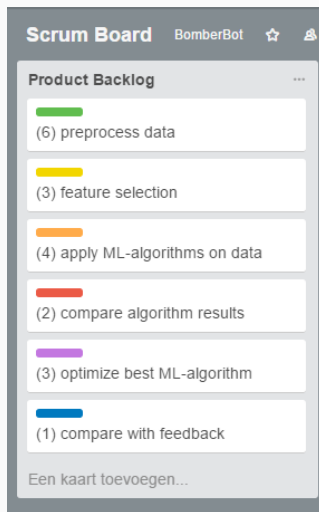 Scrum Board BomberBot
Product Backlog ...
(6) preprocess data
(3) feature selection
(4) apply ML-algorithms on data
(2) compare algorithm results
(3) optimize best ML-algorithm
(1) compare with feedback
Een kaart toevoegen...